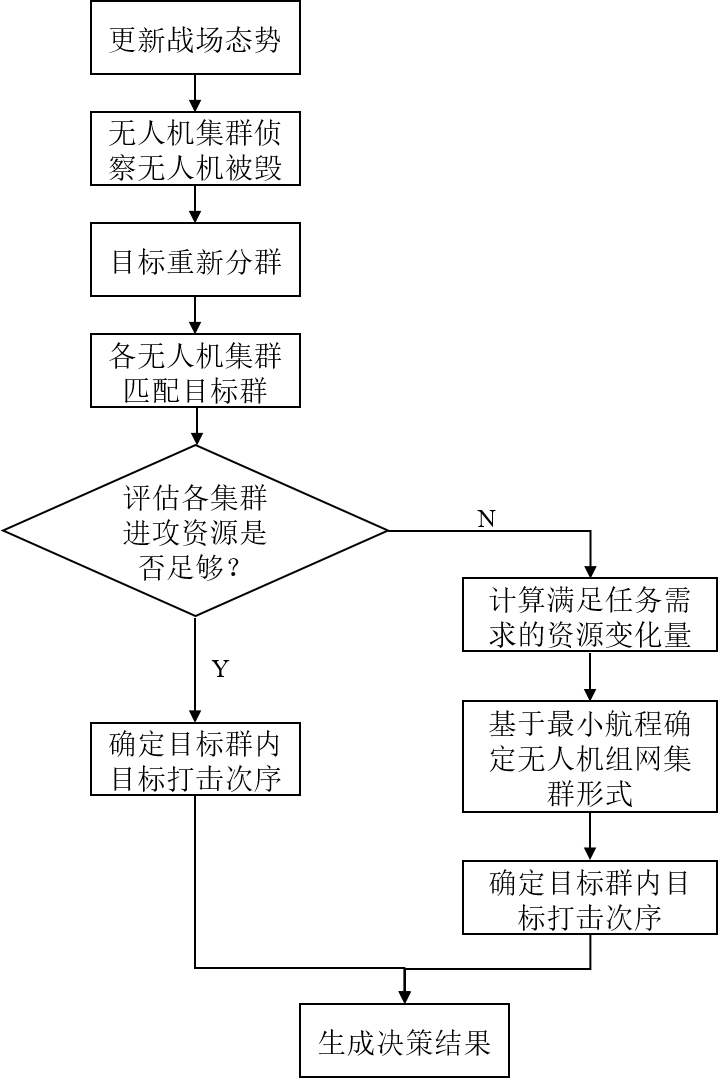 更新战场态势
无人机集群侦
察无人机被毁
目标重新分群
各无人机集群
匹配目标群
评估各集群
进攻资源是
否足够?
N
Y
计算满足任务需
求的资源变化量
确定目标群内
目标打击次序
基于最小航程确
定无人机组网集
群形式
确定目标群内目
标打击次序
生成决策结果